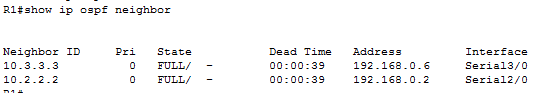 R1#show ip ospf neighbor
Neighbor ID Pri State Dead Time Address Interface
10.3.3.3 0 FULL/ - 00:00:39 192.168.0.6 Serial3/0
10.2.2.2 0 FULL/ - 00:00:39 192.168.0.2 Serial2/0
R1#